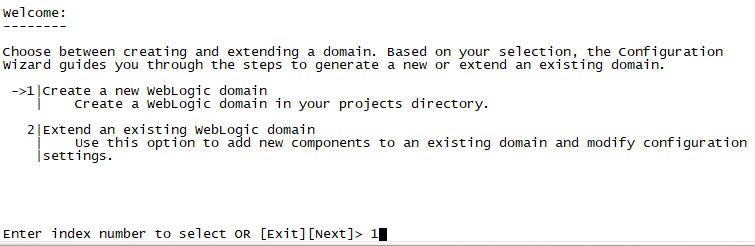 Welcome:
--------
Choose between creating and extending a domain. Based on your selection, the Configuration
Wizard guides you through the steps to generate a new or extend an existing domain.
->1|Create a new WebLogic domain
|    Create a WebLogic domain in your projects directory.
2|Extend an existing WebLogic domain
|    Use this option to add new components to an existing domain and modify configuration
|settings.
Enter index number to select OR [Exit][Next]> 1